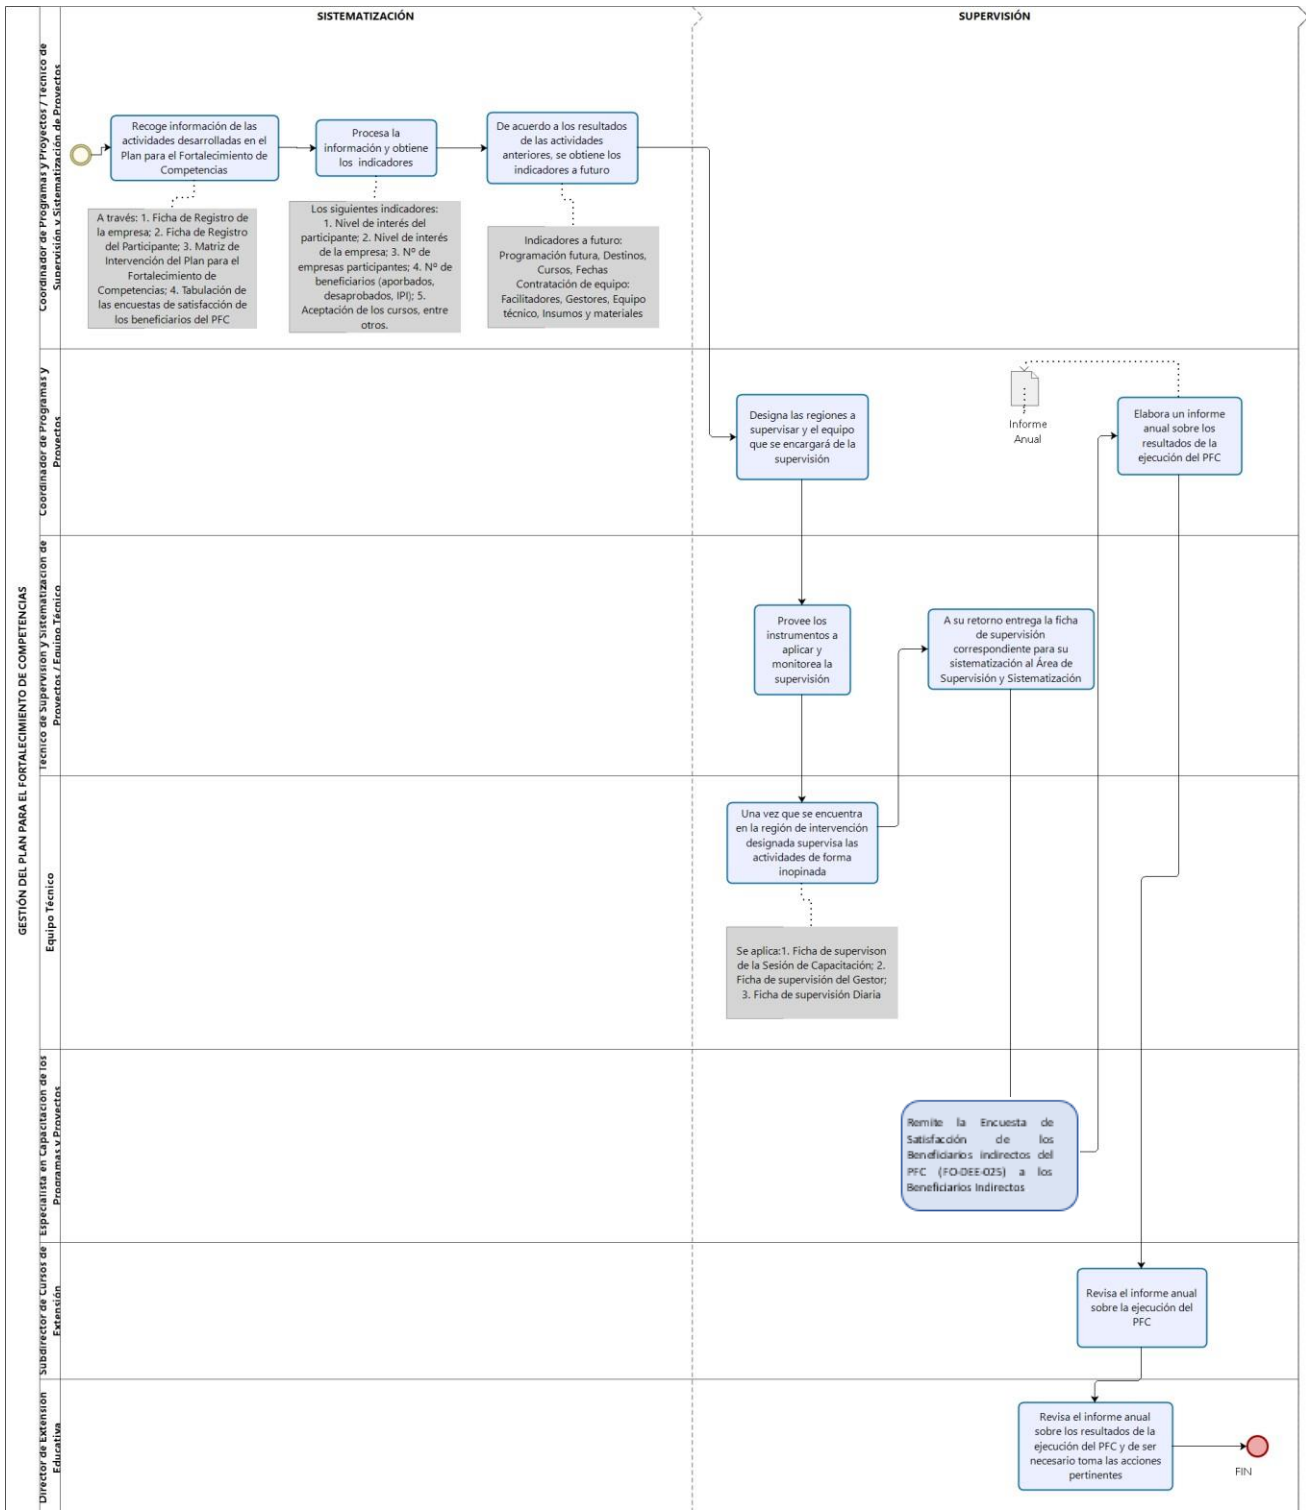 SISTEMATIZACIÓN
SUPERVISIÓN
GESTIÓN DEL PLAN PARA EL FORTALECIMIENTO DE COMPETENCIAS
Coordinador de Programas y Proyectos / Técnico de
Supervisión y Sistematización de Proyectos
Recoge información de las
actividades desarrolladas en el
Plan para el Fortalecimiento de
Competencias
Procesa la
información y obtiene
los indicadores
De acuerdo a los resultados
de las actividades
anteriores, se obtiene los
indicadores a futuro
A través: 1. Ficha de Registro de
la empresa; 2. Ficha de Registro
del Participante; 3. Matriz de
Intervención del Plan para el
Fortalecimiento de
Competencias; 4. Tabulación de
las encuestas de satisfacción de
los beneficiarios del PFC
Los siguientes indicadores:
1. Nivel de interés del
participante; 2. Nivel de interés
de la empresa; 3. Nº de
empresas participantes; 4. Nº de
beneficiarios (aporbados,
desaprobados, IPI); 5.
Aceptación de los cursos, entre
otros.
Indicadores a futuro:
Programación futura, Destinos,
Cursos, Fechas
Contratación de equipo:
Facilitadores, Gestores, Equipo
técnico, Insumos y materiales
Coordinador de Programas y
Proyectos
Designa las regiones a
supervisar y el equipo
que se encargará de la
supervisión
Informe
Anual
Elabora un informe
anual sobre los
resultados de la
ejecución del PFC
Técnico de Supervisión y Sistematización de
Proyectos / Equipo Técnico
Provee los
instrumentos a
aplicar y
monitorea la
supervisión
A su retorno entrega la ficha
de supervisión
correspondiente para su
sistematización al Área de
Supervisión y Sistematización
Equipo Técnico
Una vez que se encuentra
en la región de intervención
designada supervisa las
actividades de forma
inopinada
Se aplica:1. Ficha de supervison
de la Sesión de Capacitación; 2.
Ficha de supervisión del Gestor;
3. Ficha de supervisión Diaria
Especialista en Capacitación de los
Programas y Proyectos
Remite la Encuesta de
Satisfacción de los
Beneficiarios indirectos del
PFC (FO-DEE-025) a los
Beneficiarios Indirectos
Subdirector de Cursos de
Extensión
Revisa el informe anual
sobre la ejecución del
PFC
Director de Extensión
Educativa
Revisa el informe anual
sobre los resultados de la
ejecución del PFC y de ser
necesario toma las acciones
pertinentes
FIN